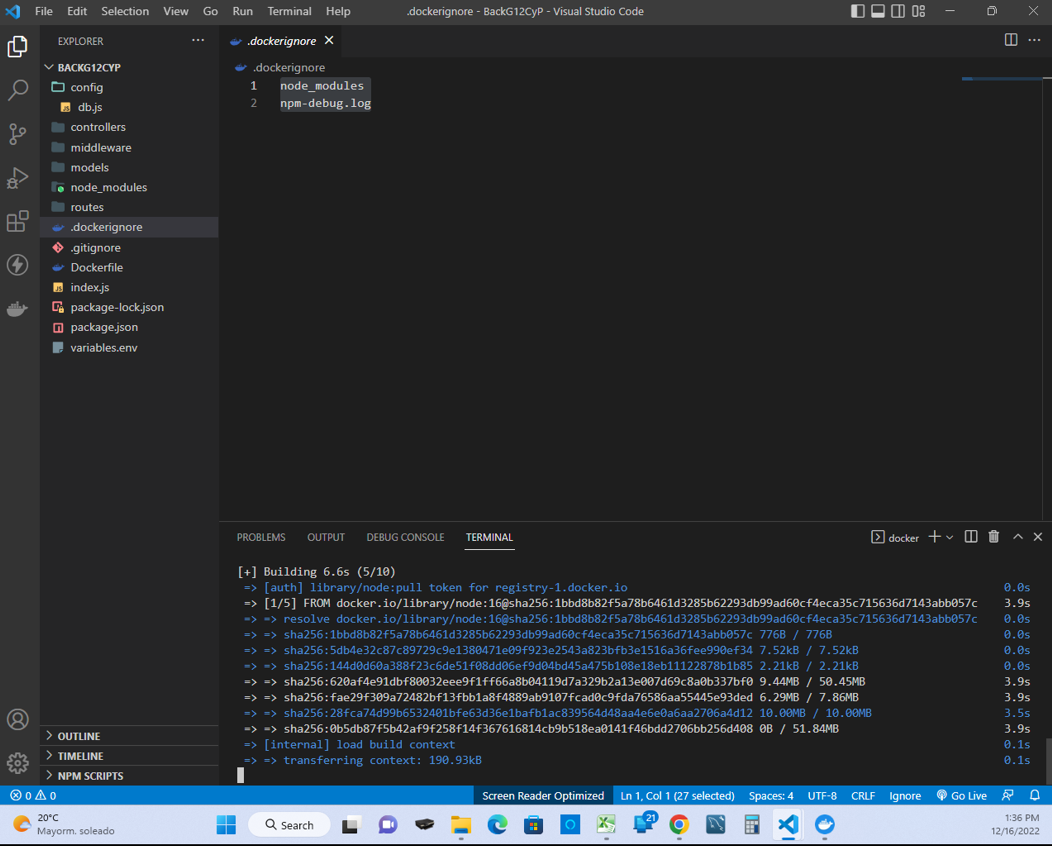 File Edit Selection View Go Run Terminal Help .dockerignore - BackG12CyP - Visual Studio Code
EXPLORER
BACKG12CYP
config
db.js
controllers
middleware
models
node_modules
routes
.dockerignore
.gitignore
Dockerfile
index.js
package-lock.json
package.json
variables.env
OUTLINE
TIMELINE
NPM SCRIPTS
.dockerignore
.dockerignore
1 node_modules
2 npm-debug.log
PROBLEMS OUTPUT DEBUG CONSOLE TERMINAL docker
[+] Building 6.6s (5/10)
=> [auth] library/node:pull token for registry-1.docker.io 0.0s
=> [1/5] FROM docker.io/library/node:16@sha256:1bbd8b82f5a78b6461d3285b62293db99ad60cf4eca35c715636d7143abb057c 3.9s
=> => resolve docker.io/library/node:16@sha256:1bbd8b82f5a78b6461d3285b62293db99ad60cf4eca35c715636d7143abb057c 0.0s
=> => sha256:1bbd8b82f5a78b6461d3285b62293db99ad60cf4eca35c715636d7143abb057c 776B / 776B 0.0s
=> => sha256:5db4e32c87c89729c9e1380471e09f923e2543a823bfb3e1516a36fee990ef34 7.52kB / 7.52kB 0.0s
=> => sha256:144d0d60a388f23c6de51f08dd06ef9d04bd45a475b108e18eb11122878b1b85 2.21kB / 2.21kB 0.0s
=> => sha256:620af4e91dbf80032eee9f1ff66a8b04119d7a329b2a13e007d69c8a0b337bf0 9.44MB / 50.45MB 3.9s
=> => sha256:fae29f309a72482bf13fbb1a8f4889ab9107fcad0c9fda76586aa55445e93ded 6.29MB / 7.86MB 3.9s
=> => sha256:28fca74d99b6532401bfe63d36e1bafb1ac839564d48aa4e6e0a6aa2706a4d12 10.00MB / 10.00MB 3.5s
=> => sha256:0b5db87f5b42af9f258f14f367616814cb9b518ea0141f46bdd2706bb256d408 0B / 51.84MB 3.9s
=> [internal] load build context 0.1s
=> => transferring context: 190.93kB 0.1s
0 0 Screen Reader Optimized Ln 1, Col 1 (27 selected) Spaces: 4 UTF-8 CRLF Ignore Go Live
20°C
Mayorm. soleado
Search
21
1:36 PM
12/16/2022